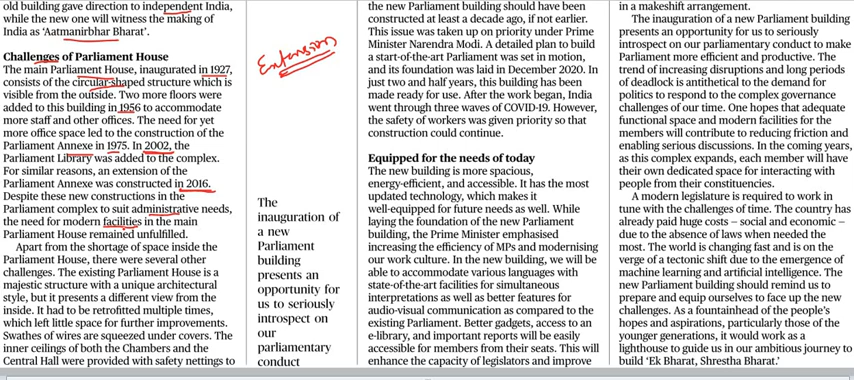 old building gave direction to independent India,
while the new one will witness the making of
India as 'Aatmanirbhar Bharat'.
Challenges of Parliament House
The main Parliament House, inaugurated in 1927,
consists of the circular-shaped structure which is
visible from the outside. Two more floors were
added to this building in 1956 to accommodate
more staff and other offices. The need for yet
more office space led to the construction of the
Parliament Annexe in 1975. In 2002, the
Parliament Library was added to the complex.
For similar reasons, an extension of the
Parliament Annexe was constructed in 2016.
Despite these new constructions in the
Parliament complex to suit administrative needs,
the need for modern facilities in the main
Parliament House remained unfulfilled.
Apart from the shortage of space inside the
Parliament House, there were several other
challenges. The existing Parliament House is a
majestic structure with a unique architectural
style, but it presents a different view from the
inside. It had to be retrofitted multiple times,
which left little space for further improvements.
Swathes of wires are squeezed under covers. The
inner ceilings of both the Chambers and the
Central Hall were provided with safety nettings to
Extension
The
inauguration of
a new
Parliament
building
presents an
opportunity for
us to seriously
introspect on
our
parliamentary
conduct
the new Parliament building should have been
constructed at least a decade ago, if not earlier.
This issue was taken up on priority under Prime
Minister Narendra Modi. A detailed plan to build
a start-of-the-art Parliament was set in motion,
and its foundation was laid in December 2020. In
just two and half years, this building has been
made ready for use. After the work began, India
went through three waves of COVID-19. However,
the safety of workers was given priority so that
construction could continue.
Equipped for the needs of today
The new building is more spacious,
energy-efficient, and accessible. It has the most
updated technology, which makes it
well-equipped for future needs as well. While
laying the foundation of the new Parliament
building, the Prime Minister emphasised
increasing the efficiency of MPs and modernising
our work culture. In the new building, we will be
able to accommodate various languages with
state-of-the-art facilities for simultaneous
interpretations as well as better features for
audio-visual communication as compared to the
existing Parliament. Better gadgets, access to an
e-library, and important reports will be easily
accessible for members from their seats. This will
enhance the capacity of legislators and improve
in a makeshift arrangement.
The inauguration of a new Parliament building
presents an opportunity for us to seriously
introspect on our parliamentary conduct to make
Parliament more efficient and productive. The
trend of increasing disruptions and long periods
of deadlock is antithetical to the demand for
politics to respond to the complex governance
challenges of our time. One hopes that adequate
functional space and modern facilities for the
members will contribute to reducing friction and
enabling serious discussions. In the coming years,
as this complex expands, each member will have
their own dedicated space for interacting with
people from their constituencies.
A modern legislature is required to work in
tune with the challenges of time. The country has
already paid huge costs – social and economic –
due to the absence of laws when needed the
most. The world is changing fast and is on the
verge of a tectonic shift due to the emergence of
machine learning and artificial intelligence. The
new Parliament building should remind us to
prepare and equip ourselves to face up the new
challenges. As a fountainhead of the people's
hopes and aspirations, particularly those of the
younger generations, it would work as a
lighthouse to guide us in our ambitious journey to
build 'Ek Bharat, Shrestha Bharat.'